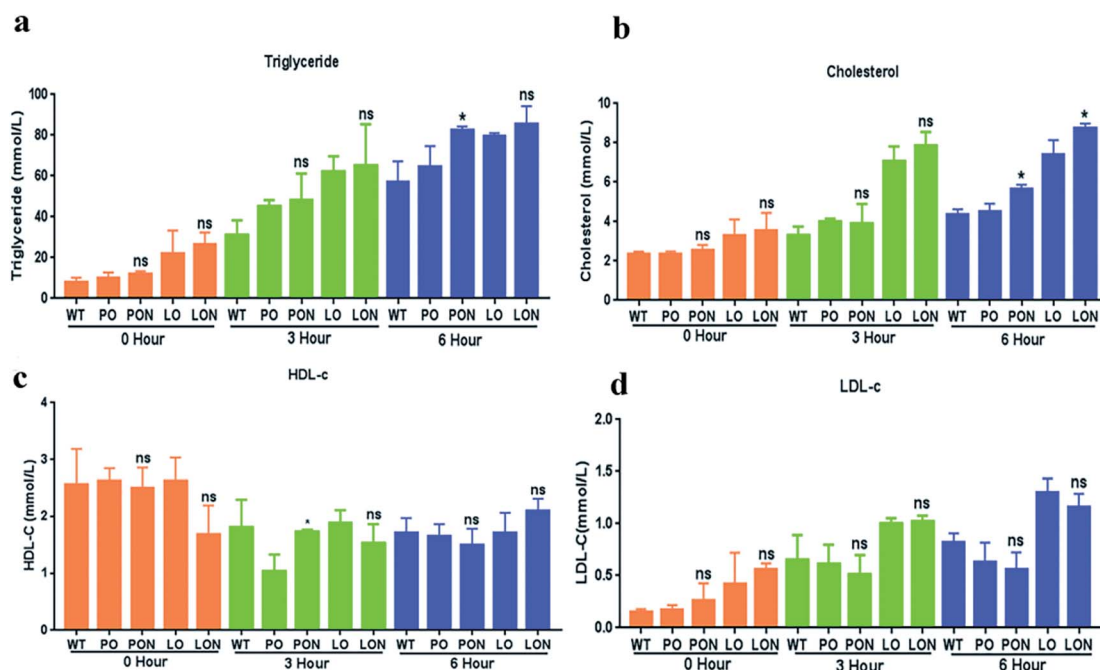 a
Triglyceride
Triglyceride (mmol/L)
100
80
60
40
20
0
ns
ns
ns
ns
*
ns
WT PO PON LO LON WT PO PON LO LON WT PO PON LO LON
0 Hour 3 Hour 6 Hour
b
Cholesterol
Cholesterol (mmol/L)
10
8
6
4
2
0
ns
ns
ns
ns
*
*
WT PO PON LO LON WT PO PON LO LON WT PO PON LO LON
0 Hour 3 Hour 6 Hour
c
HDL-c
HDL-C (mmol/L)
4
3
2
1
0
ns
ns
*
ns
ns
ns
WT PO PON LO LON WT PO PON LO LON WT PO PON LO LON
0 Hour 3 Hour 6 Hour
d
LDL-c
LDL-C(mmol/L)
2.0
1.5
1.0
0.5
0.0
ns
ns
ns
ns
ns
ns
WT PO PON LO LON WT PO PON LO LON WT PO PON LO LON
0 Hour 3 Hour 6 Hour